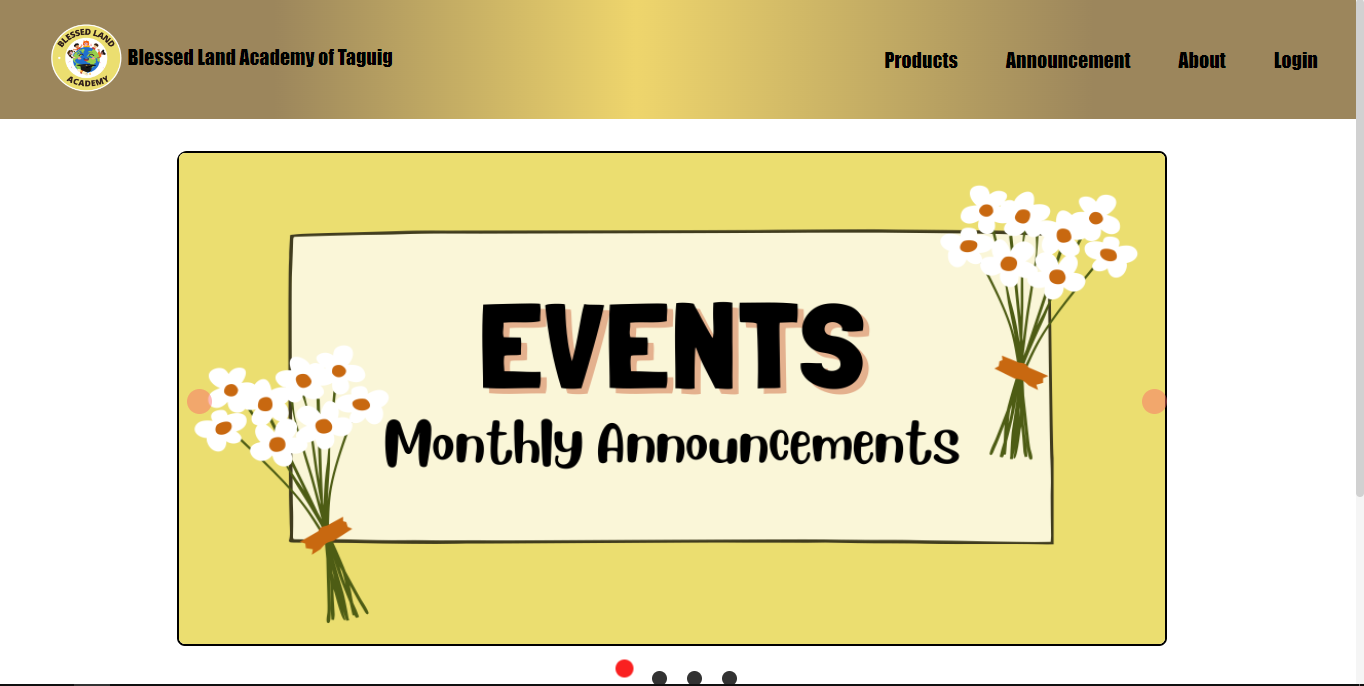 BLESSED LAND
ACADEMY
Blessed Land Academy of Taguig
Products
Announcement
About
Login
EVENTS
Monthly Announcements